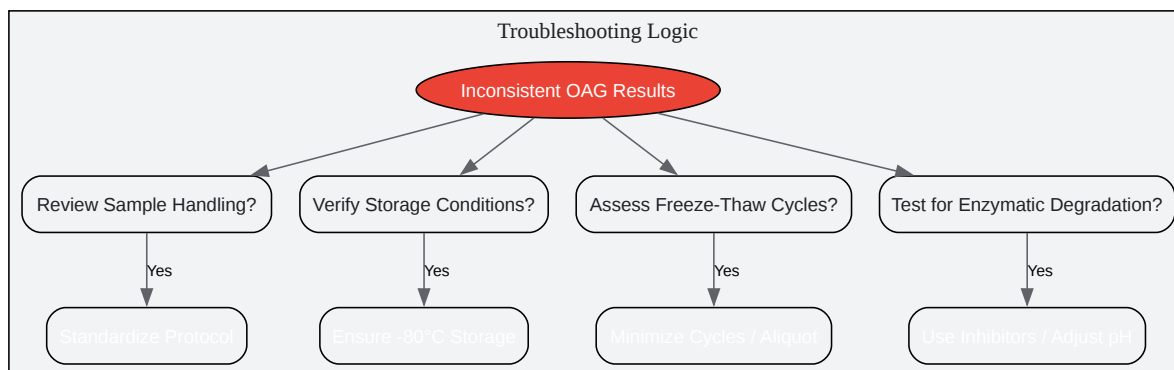 Troubleshooting Logic
Inconsistent OAG Results
Review Sample Handling?
Verify Storage Conditions?
Assess Freeze-Thaw Cycles?
Test for Enzymatic Degradation?
Yes
Yes
Yes
Yes
Standardize Protocol
Ensure -80°C Storage
Minimize Cycles / Aliquot
Use Inhibitors / Adjust pH